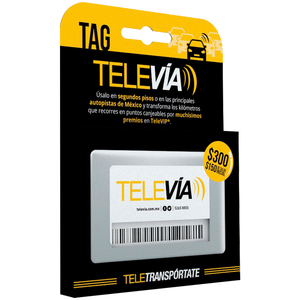 TAG
TELEVÍA
Úsalo en segundos pisos o en las principales
autopistas de México y transforma los kilómetros
que recorres en puntos canjeables por muchísimos
premios en TeleVIP®.
$300
$150
TELEVÍA
televia.com.mx
TELETRANSPÓRTATE